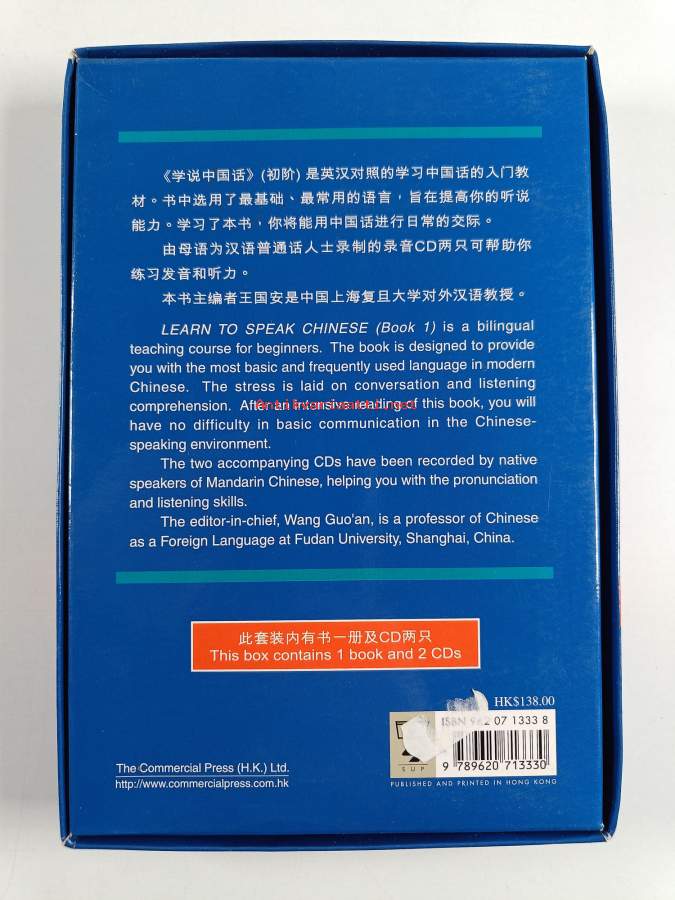 《学说中国话》(初阶) 是英汉对照的学习中国话的入门教
材。书中选用了最基础、最常用的语言，旨在提高你的听说
能力。学习了本书，你将能用中国话进行日常的交际。
由母语为汉语普通话人士录制的录音CD两只可帮助你
练习发音和听力。
本书主编者王国安是中国上海复旦大学对外汉语教授。
LEARN TO SPEAK CHINESE (Book 1) is a bilingual
teaching course for beginners. The book is designed to provide
you with the most basic and frequently used language in modern
Chinese. The stress is laid on conversation and listening
comprehension. After an intensive reading of this book, you will
have no difficulty in basic communication in the Chinese-
speaking environment.
The two accompanying CDs have been recorded by native
speakers of Mandarin Chinese, helping you with the pronunciation
and listening skills.
The editor-in-chief, Wang Guo'an, is a professor of Chinese
as a Foreign Language at Fudan University, Shanghai, China.
此套装内有书一册及CD两只
This box contains 1 book and 2 CDs
HK$138.00
ISBN 962 07 1333 8
SUP
9 789620 713330
PUBLISHED AND PRINTED IN HONG KONG
The Commercial Press (H.K.) Ltd.
http://www.commercialpress.com.hk